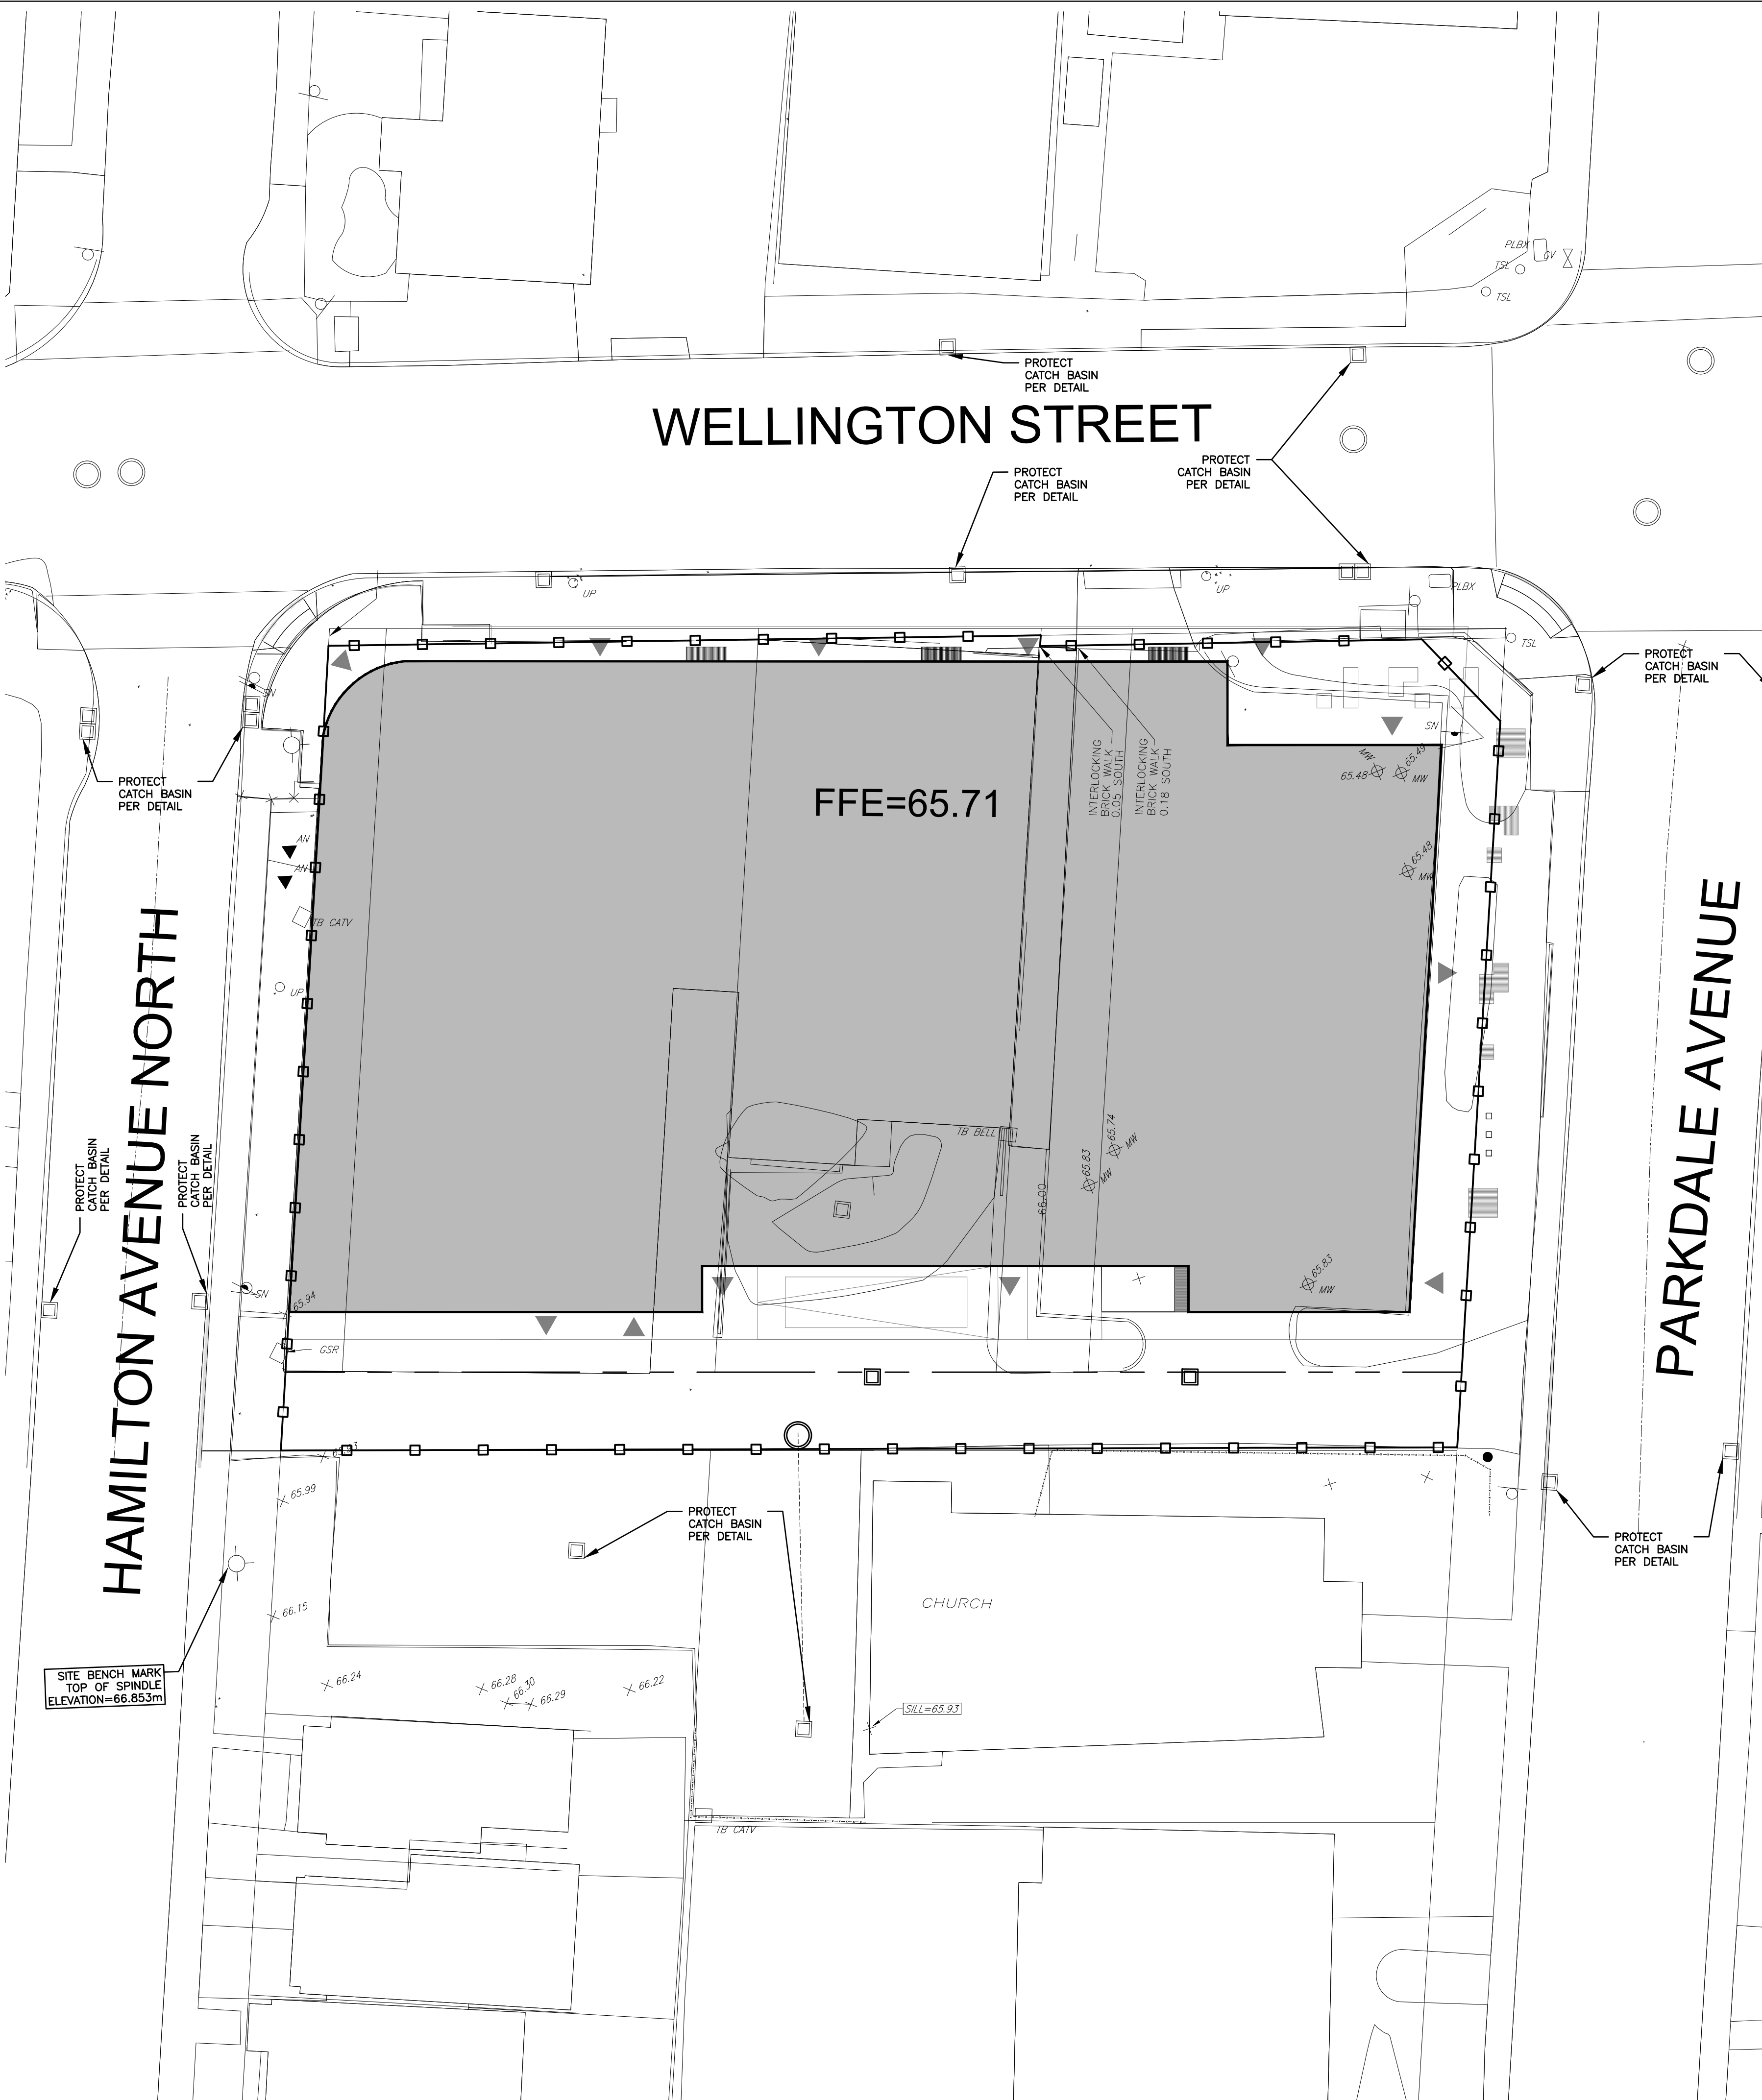 PLBX
GV
TSL
TSL
PROTECT
CATCH BASIN
PER DETAIL
WELLINGTON STREET
PROTECT
CATCH BASIN
PER DETAIL
PROTECT
CATCH BASIN
PER DETAIL
UP
UP
PLBX
TSL
PROTECT
CATCH BASIN
PER DETAIL
SN
SN
INTERLOCKING
BRICK WALK
0.05 SOUTH
INTERLOCKING
BRICK WALK
0.18 SOUTH
MW
65.48
65.49
MW
PROTECT
CATCH BASIN
PER DETAIL
FFE=65.71
AN
AN
65.48
MW
TB CATV
UP
HAMILTON AVENUE NORTH
PARKDALE AVENUE
TB BELL
65.74
MW
65.83
MW
66.00
PROTECT
CATCH BASIN
PER DETAIL
PROTECT
CATCH BASIN
PER DETAIL
SN
65.94
65.83
MW
GSR
65.99
PROTECT
CATCH BASIN
PER DETAIL
PROTECT
CATCH BASIN
PER DETAIL
CHURCH
66.15
SITE BENCH MARK
TOP OF SPINDLE
ELEVATION=66.853m
66.24
66.28
66.30
66.29
66.22
SILL=65.93
TB CATV